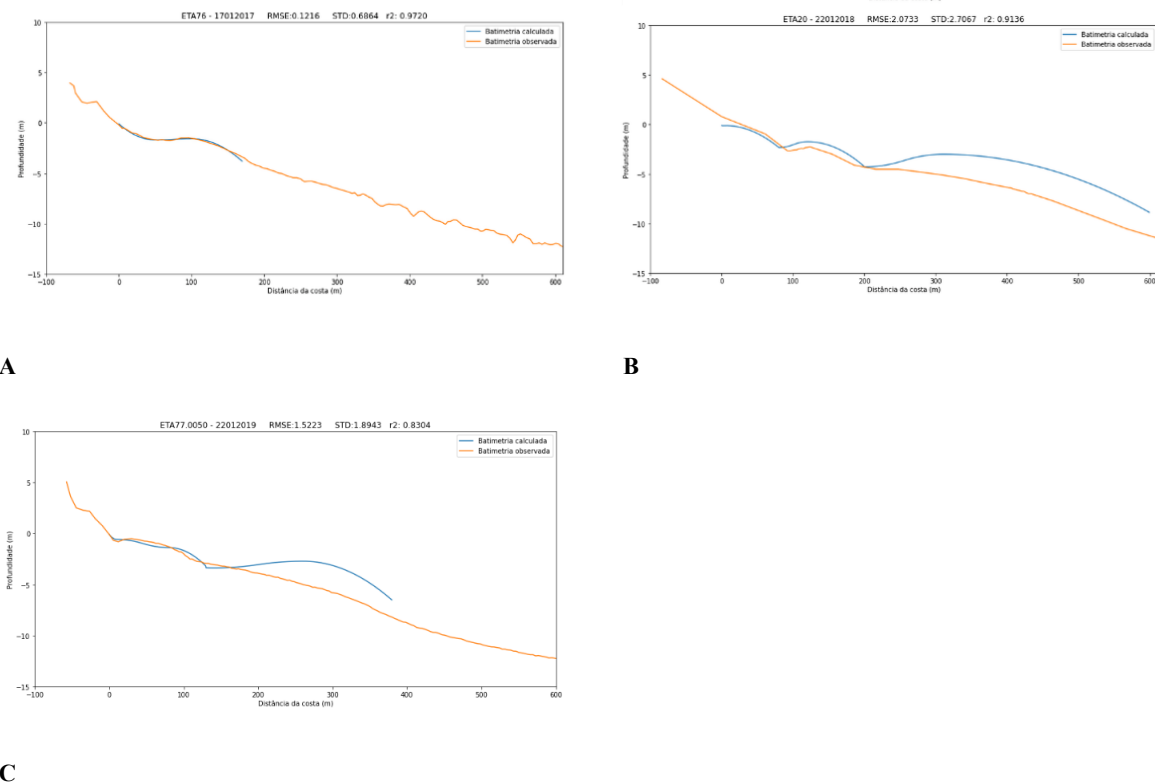 ETA76 - 17012017 RMSE:0.1216 STD:0.6864 r2: 0.9720
Batimetria calculada
Batimetria observada
Profundidade (m)
10
5
0
−5
−10
−15
−100 0 100 200 300 400 500 600
Distância da costa (m)
A
ETA20 - 22012018 RMSE:2.0733 STD:2.7067 r2: 0.9136
Batimetria calculada
Batimetria observada
Profundidade (m)
10
5
0
−5
−10
−15
−100 0 100 200 300 400 500 600
Distância da costa (m)
B
ETA77.0050 - 22012019 RMSE:1.5223 STD:1.8943 r2: 0.8304
Batimetria calculada
Batimetria observada
Profundidade (m)
10
5
0
−5
−10
−15
−100 0 100 200 300 400 500 600
Distância da costa (m)
C